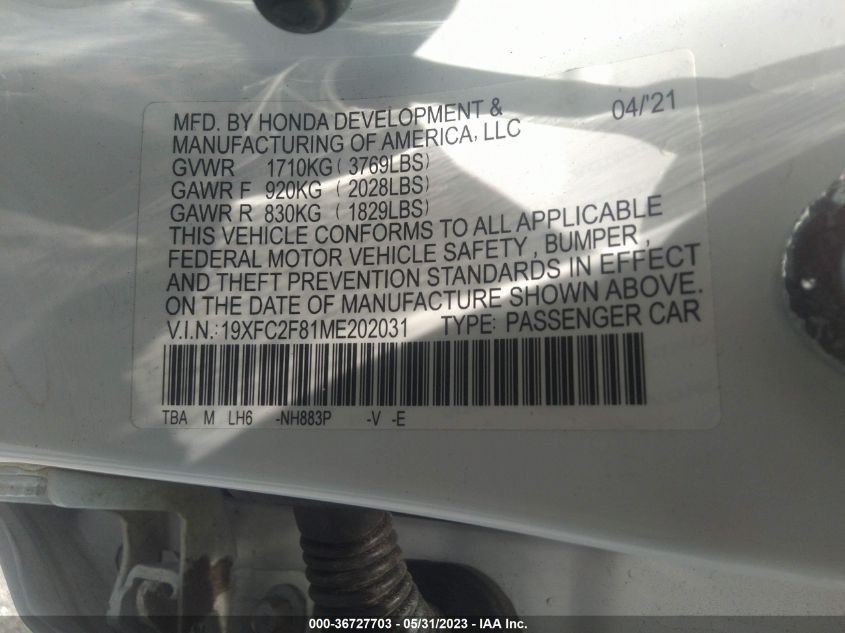 MFD. BY HONDA DEVELOPMENT & 04/'21
MANUFACTURING OF AMERICA, LLC
GVWR 1710KG ( 3769LBS)
GAWR F 920KG ( 2028LBS)
GAWR R 830KG ( 1829LBS)
THIS VEHICLE CONFORMS TO ALL APPLICABLE
FEDERAL MOTOR VEHICLE SAFETY, BUMPER,
AND THEFT PREVENTION STANDARDS IN EFFECT
ON THE DATE OF MANUFACTURE SHOWN ABOVE.
V.I.N.:19XFC2F81ME202031 TYPE: PASSENGER CAR
TBA M LH6 -NH883P -V -E
000-36727703 - 05/31/2023 - IAA Inc.